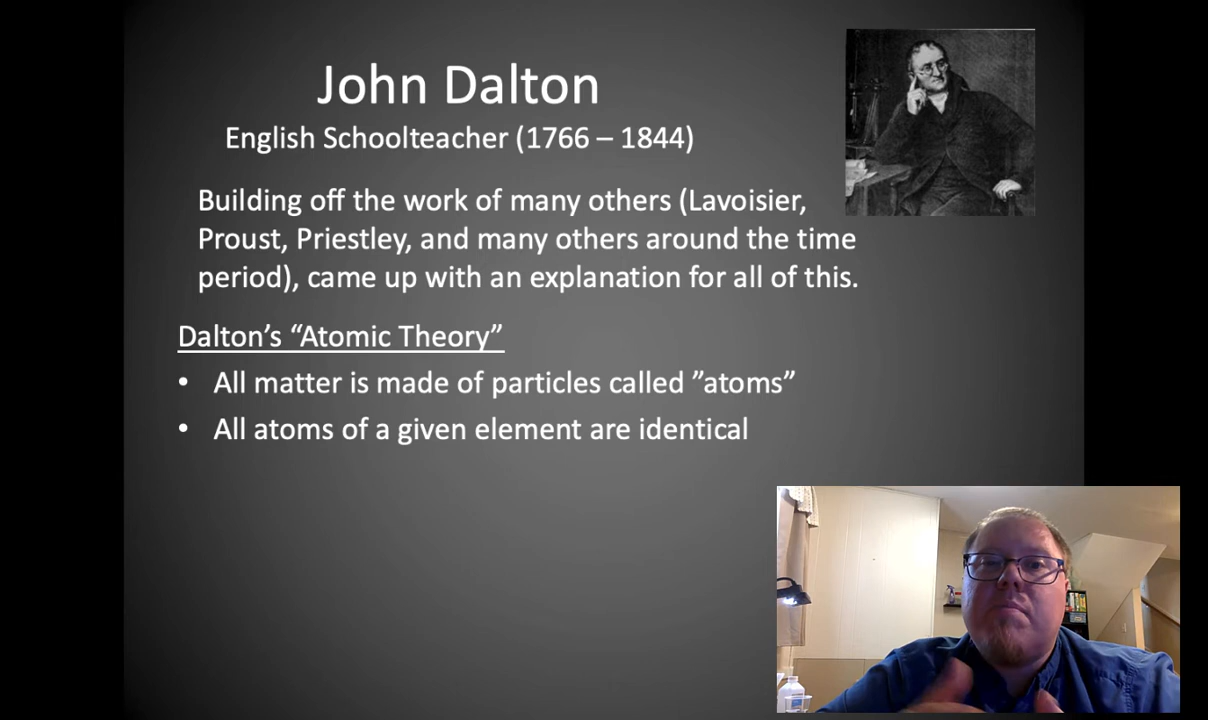 John Dalton
English Schoolteacher (1766 – 1844)
Building off the work of many others (Lavoisier,
Proust, Priestley, and many others around the time
period), came up with an explanation for all of this.
Dalton’s “Atomic Theory”
• All matter is made of particles called ”atoms”
• All atoms of a given element are identical